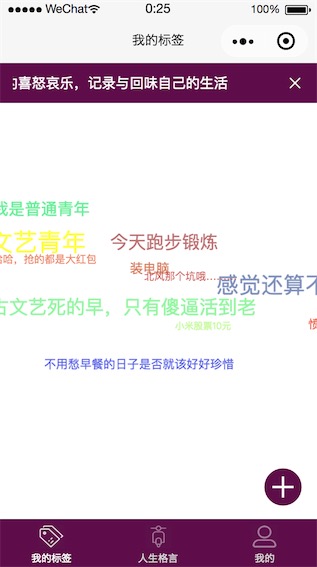 WeChat
0:25
100%
我的标签
的喜怒哀乐，记录与回味自己的生活
我是普通青年
文艺青年
今天跑步锻炼
哈哈，抢的都是大红包
装电脑
北风那个坑哦……
感觉还算不
古文艺死的早，只有傻逼活到老
小米股票10元
愤
不用愁早餐的日子是否就该好好珍惜
我的标签
人生格言
我的